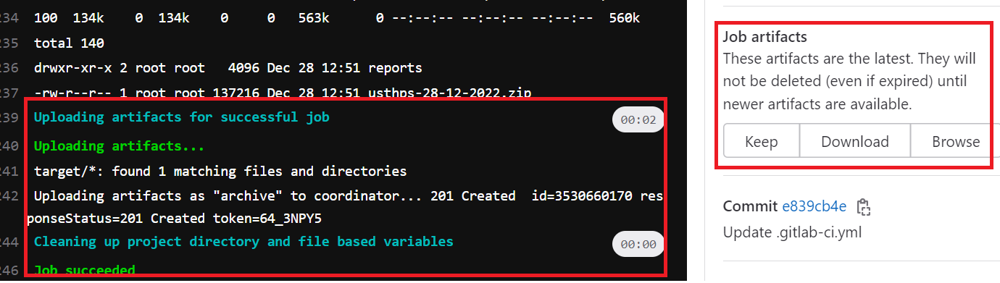 234 100 134k 0 134k 0 0 563k 0 --:--:-- --:--:-- --:--:-- 560k
235 total 140
236 drwxr-xr-x 2 root root 4096 Dec 28 12:51 reports
237 -rw-r--r-- 1 root root 137216 Dec 28 12:51 usthps-28-12-2022.zip
239 Uploading artifacts for successful job 00:02
240 Uploading artifacts...
241 target/*: found 1 matching files and directories
242 Uploading artifacts as "archive" to coordinator... 201 Created id=3530660170 res
ponseStatus=201 Created token=64_3NPY5
244 Cleaning up project directory and file based variables 00:00
246 Job succeeded
Job artifacts
These artifacts are the latest. They will
not be deleted (even if expired) until
newer artifacts are available.
Keep Download Browse
Commit e839cb4e
Update .gitlab-ci.yml